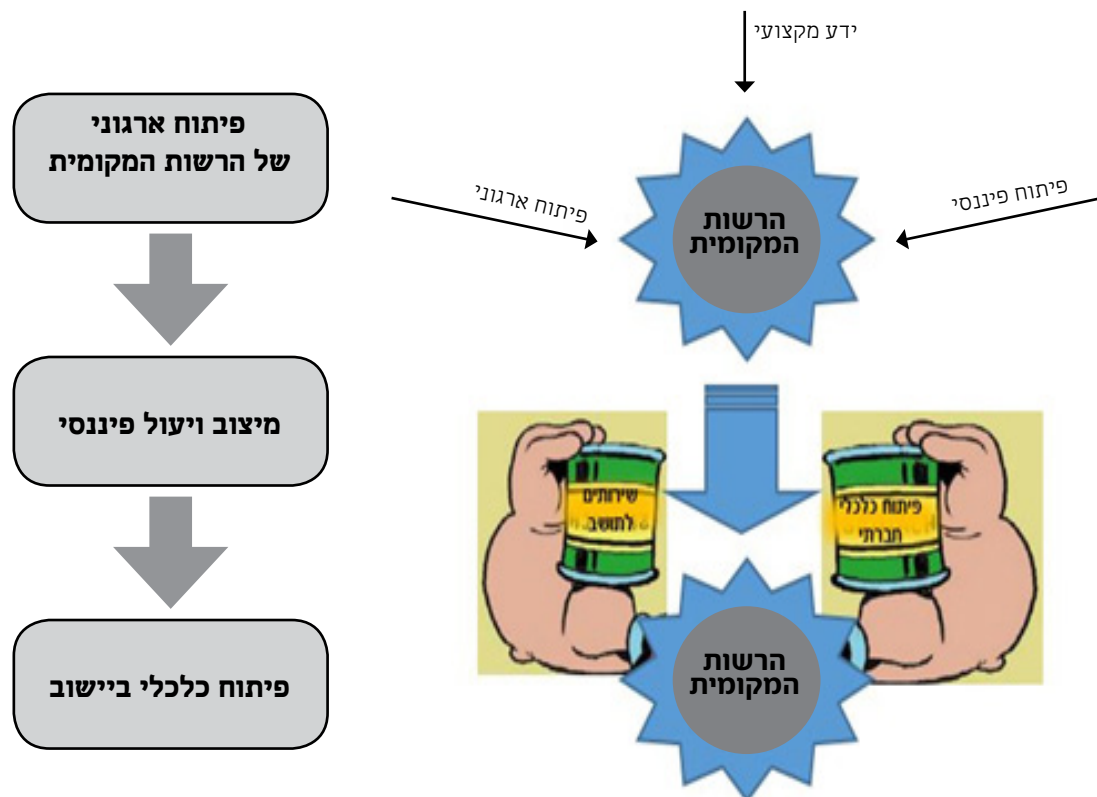 ידע מקצועי
פיתוח פיננסי
פיתוח ארגוני
הרשות
המקומית
פיתוח כלכלי
חברתי
שירותים
לתושב
הרשות
המקומית
פיתוח ארגוני
של הרשות המקומית
מיצוב ויעול פיננסי
פיתוח כלכלי ביישוב